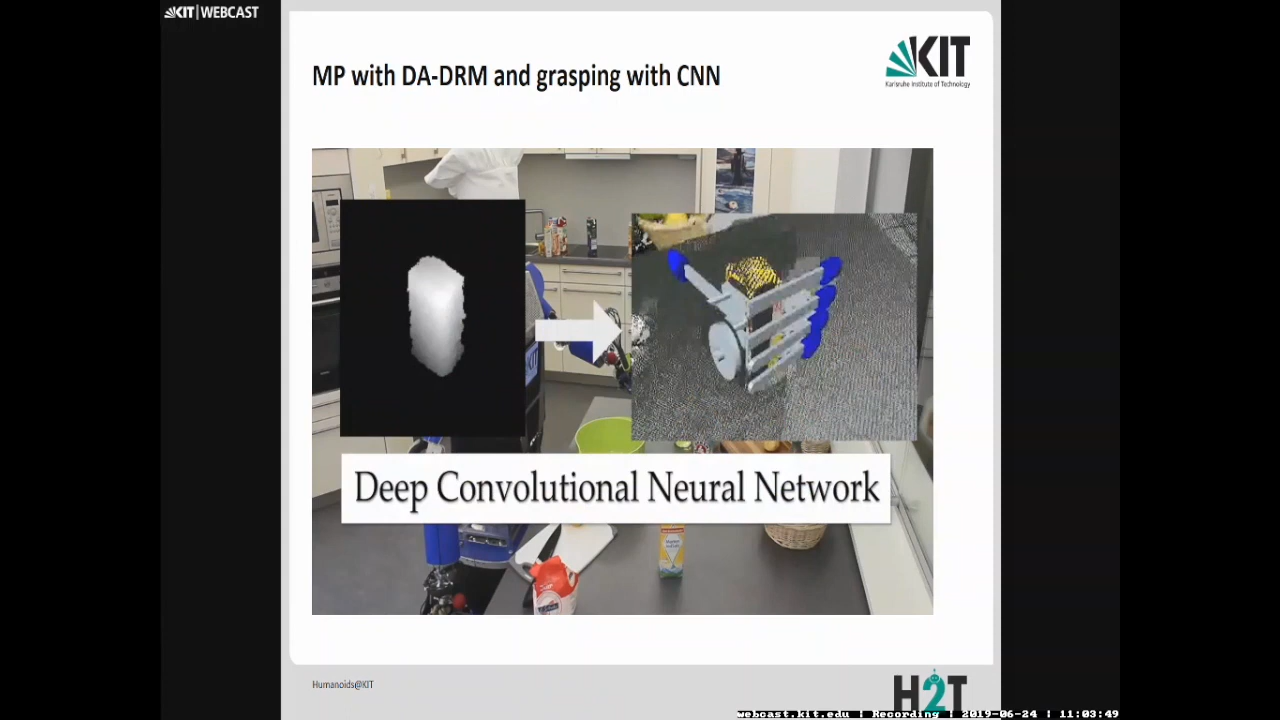 KIT | WEBCAST
MP with DA-DRM and grasping with CNN
KIT
Karlsruhe Institute of Technology
Deep Convolutional Neural Network
Humanoids@KIT
H2T
webcast.kit.edu | Recording | 2019-06-24 | 11:03:49